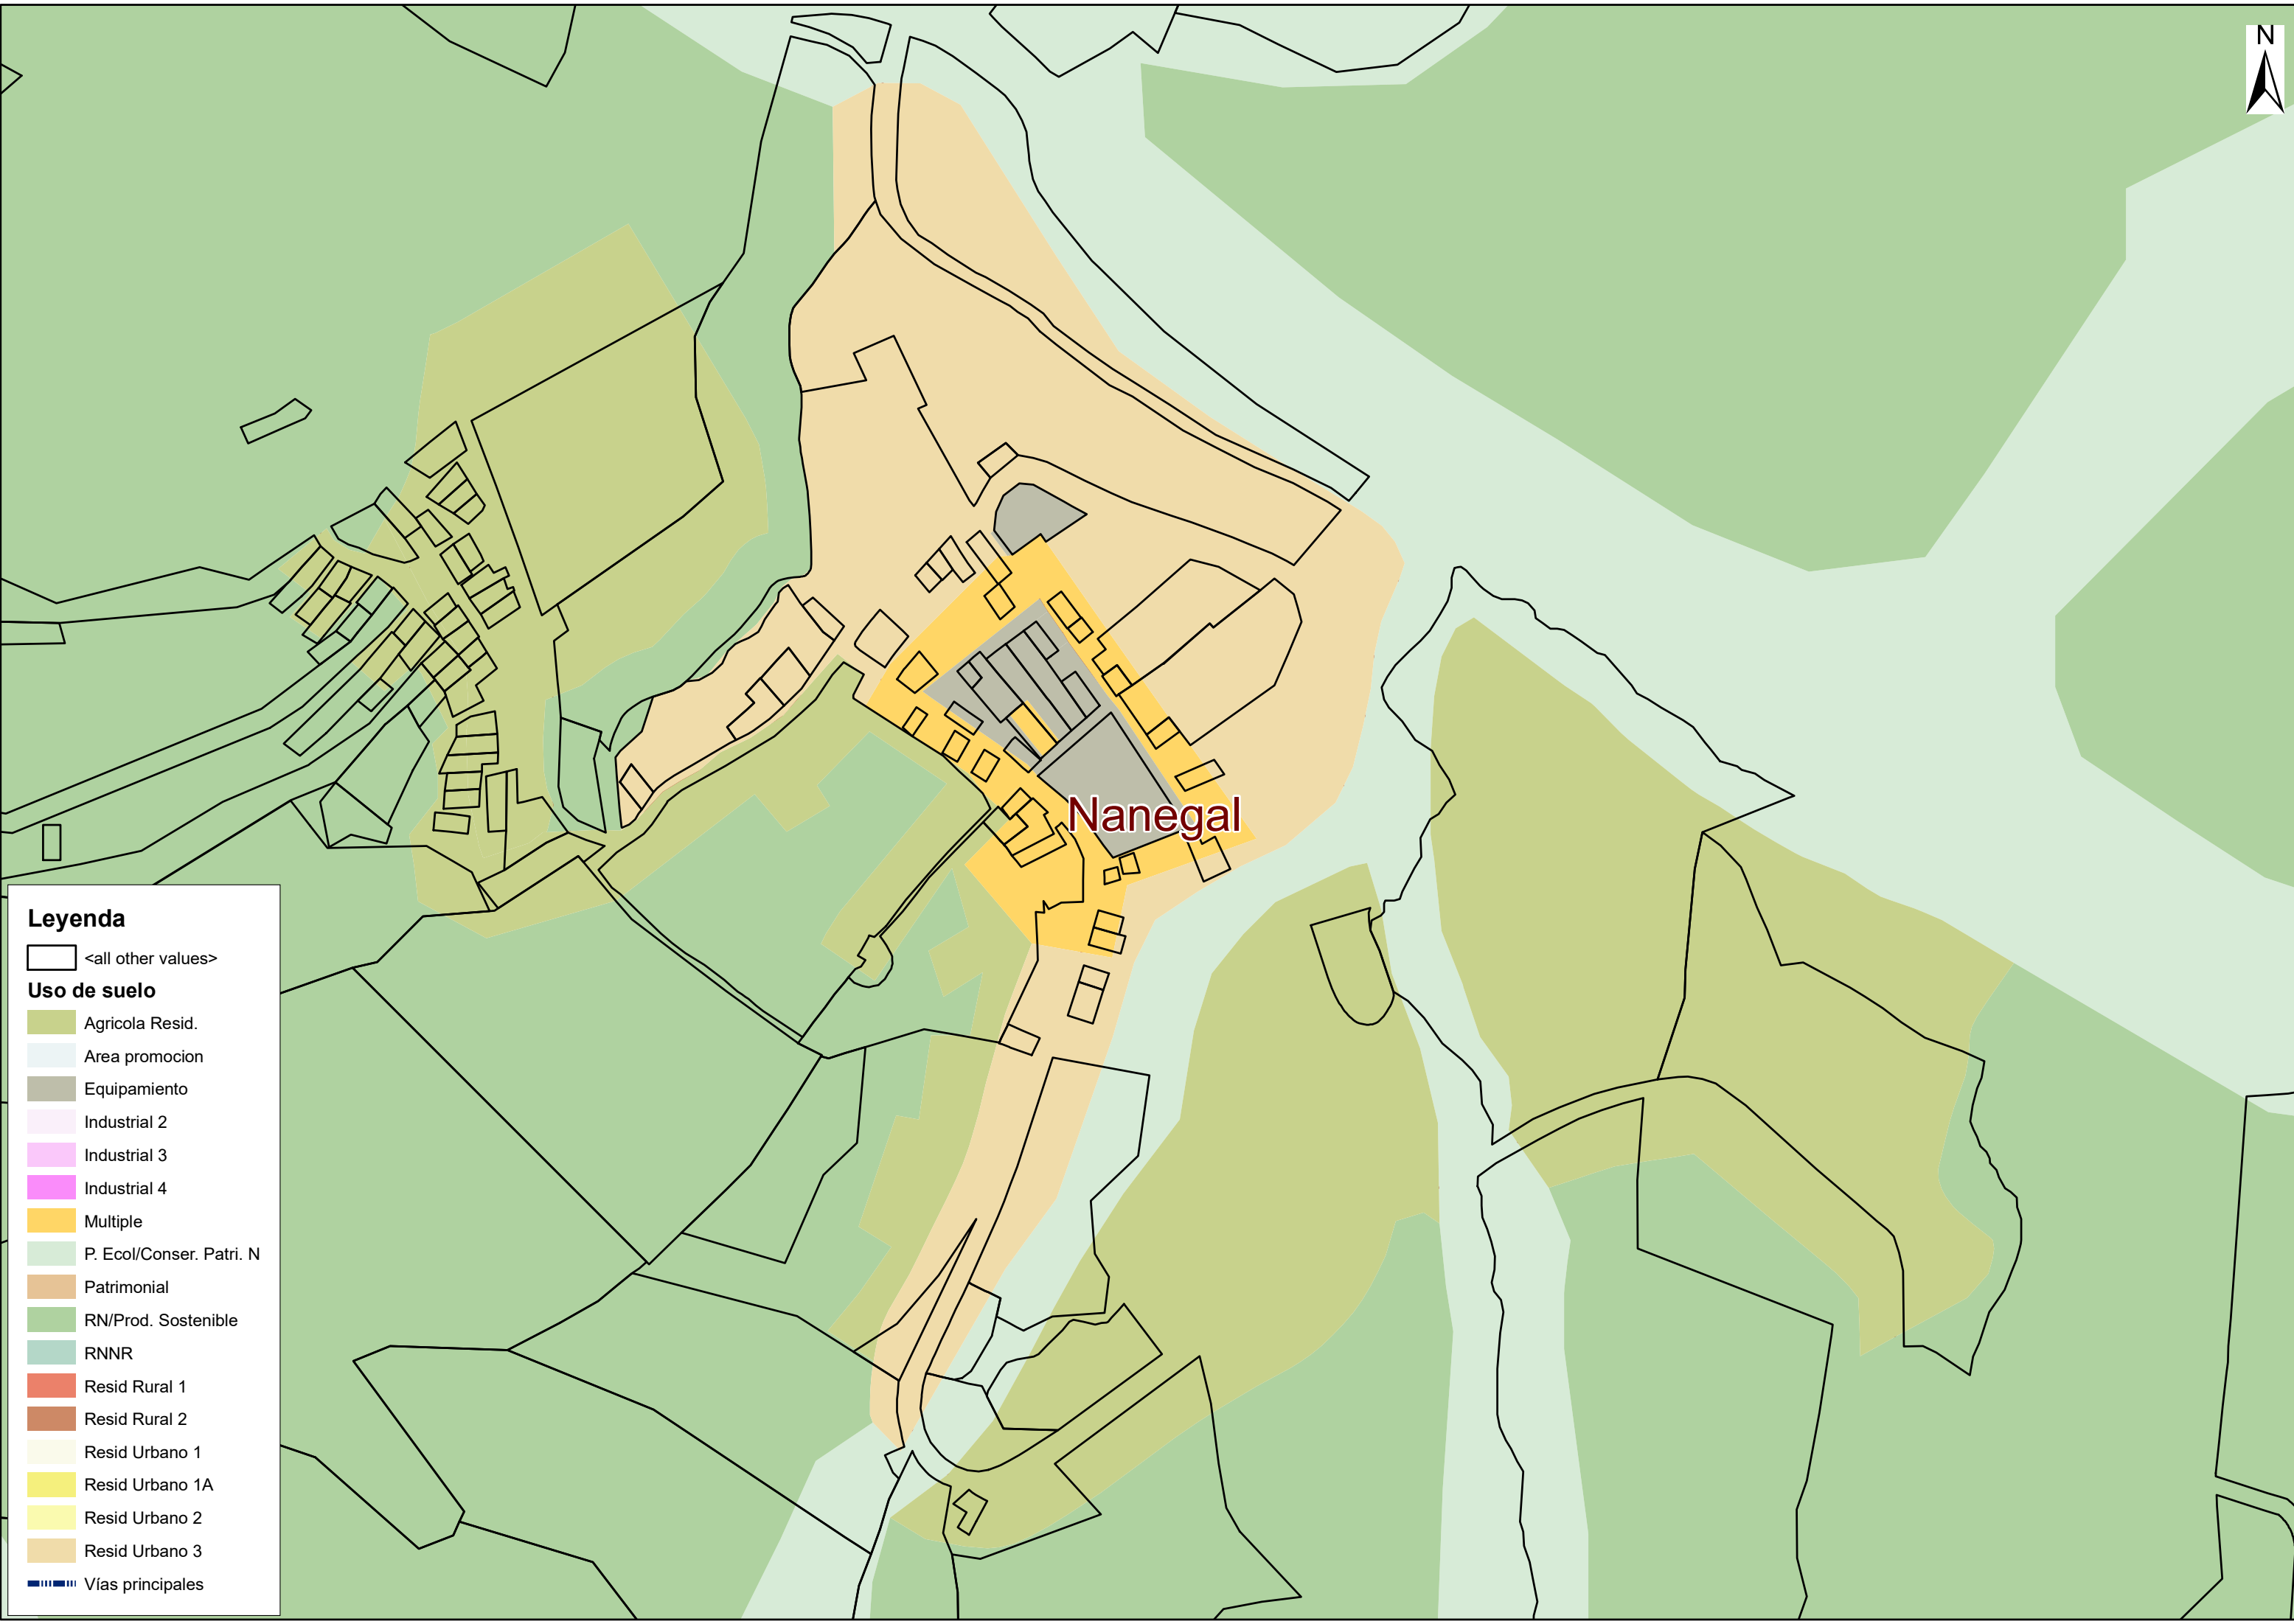 N
Nanegal
Leyenda
<all other values>
Uso de suelo
Agricola Resid.
Area promocion
Equipamiento
Industrial 2
Industrial 3
Industrial 4
Multiple
P. Ecol/Conser. Patri. N
Patrimonial
RN/Prod. Sostenible
RNNR
Resid Rural 1
Resid Rural 2
Resid Urbano 1
Resid Urbano 1A
Resid Urbano 2
Resid Urbano 3
Vías principales